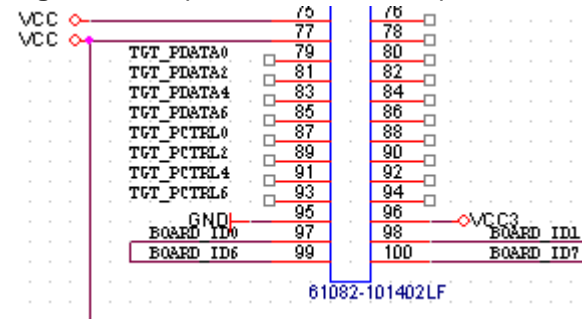 75 76
VCC 77 78
VCC
TGT_PDATA0 79 80
TGT_PDATA2 81 82
TGT_PDATA4 83 84
TGT_PDATA6 85 86
TGT_PCTRL0 87 88
TGT_PCTRL2 89 90
TGT_PCTRL4 91 92
TGT_PCTRL6 93 94
GND 95 96 VCC3
BOARD_ID0 97 98 BOARD_ID1
BOARD_ID6 99 100 BOARD_ID7
61082-101402LF